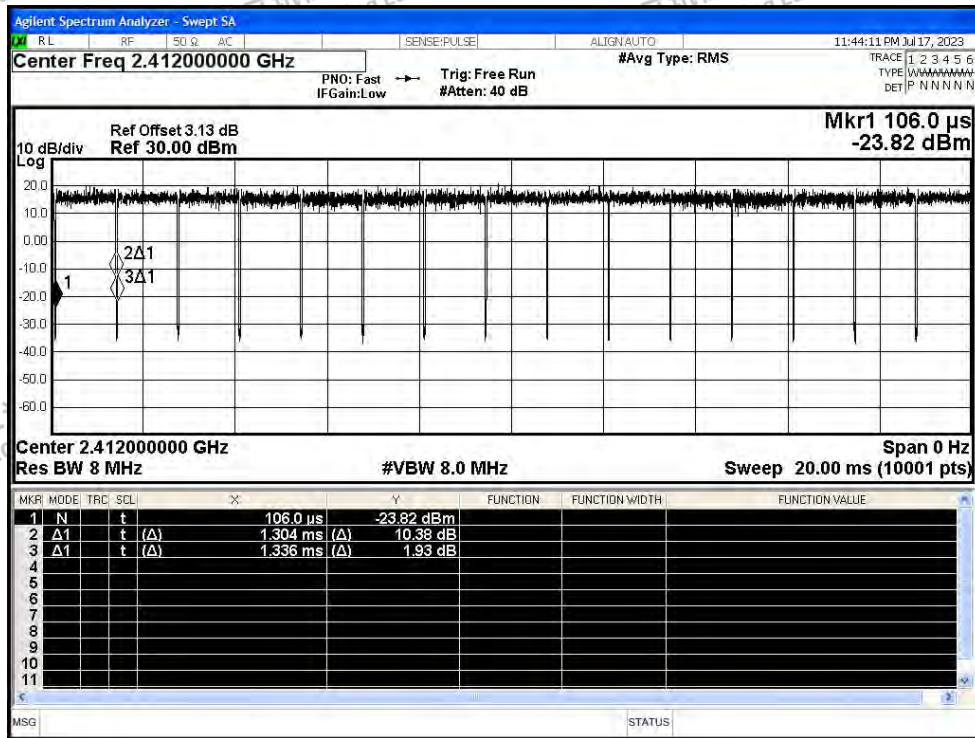 Agilent Spectrum Analyzer - Swept SA
RL RF 50 Ω AC SENSE:PULSE ALIGN AUTO 11:44:11 PM Jul 17, 2023
Center Freq 2.412000000 GHz #Avg Type: RMS TRACE 1 2 3 4 5 6
PNO: Fast Trig: Free Run TYPE WWWWWW
IFGain:Low #Atten: 40 dB DET P N N N N N
Mkr1 106.0 µs
Ref Offset 3.13 dB
10 dB/div Ref 30.00 dBm -23.82 dBm
Log
20.0
10.0
0.00
2Δ1
-10.0
3Δ1
1
-20.0
-30.0
-40.0
-50.0
-60.0
Center 2.412000000 GHz Span 0 Hz
Res BW 8 MHz #VBW 8.0 MHz Sweep 20.00 ms (10001 pts)
MKR MODE TRC SCL X Y FUNCTION FUNCTION WIDTH FUNCTION VALUE
1 N t 106.0 µs -23.82 dBm
2 Δ1 t (Δ) 1.304 ms (Δ) 10.38 dB
3 Δ1 t (Δ) 1.336 ms (Δ) 1.93 dB
4
5
6
7
8
9
10
11
MSG STATUS